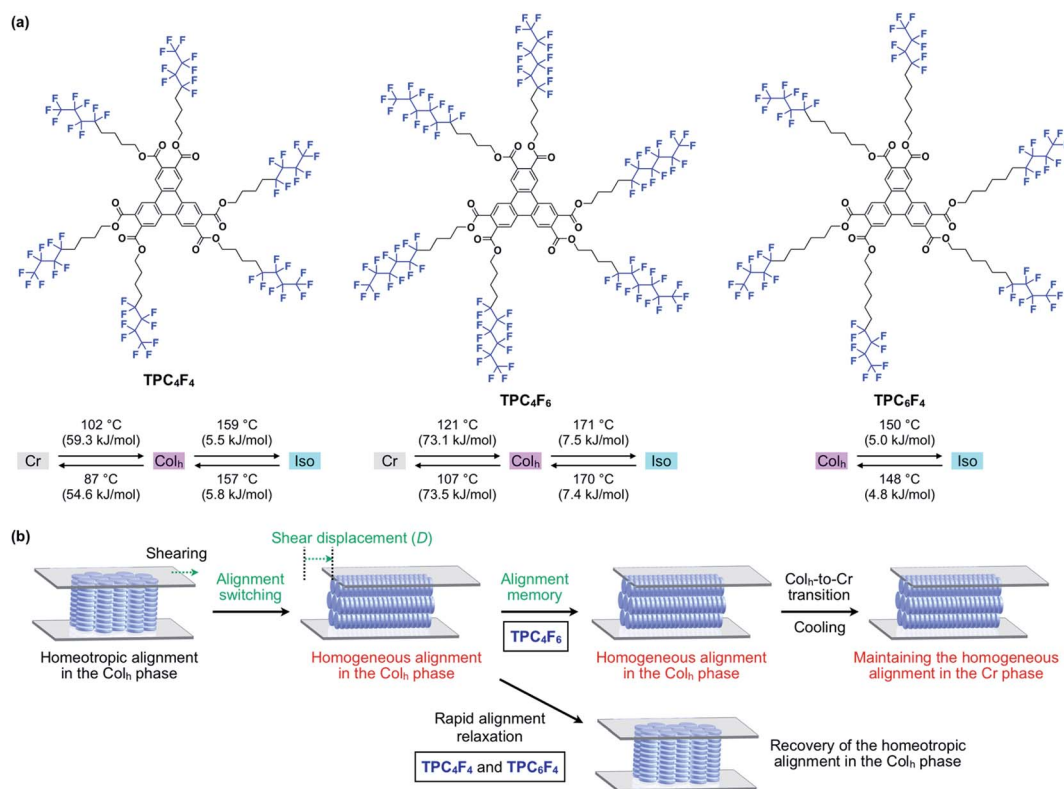 (a)
TPC₄F₄
TPC₄F₆
TPC₆F₄
102 °C
(59.3 kJ/mol)
159 °C
(5.5 kJ/mol)
Cr
Colₕ
Iso
87 °C
(54.6 kJ/mol)
157 °C
(5.8 kJ/mol)
121 °C
(73.1 kJ/mol)
171 °C
(7.5 kJ/mol)
Cr
Colₕ
Iso
107 °C
(73.5 kJ/mol)
170 °C
(7.4 kJ/mol)
150 °C
(5.0 kJ/mol)
Colₕ
Iso
148 °C
(4.8 kJ/mol)
(b)
Shearing
Shear displacement (D)
Alignment
switching
Alignment
memory
TPC₄F₆
Colₕ-to-Cr
transition
Cooling
Homeotropic alignment
in the Colₕ phase
Homogeneous alignment
in the Colₕ phase
Homogeneous alignment
in the Colₕ phase
Maintaining the homogeneous
alignment in the Cr phase
Rapid alignment
relaxation
TPC₄F₄ and TPC₆F₄
Recovery of the homeotropic
alignment in the Colₕ phase